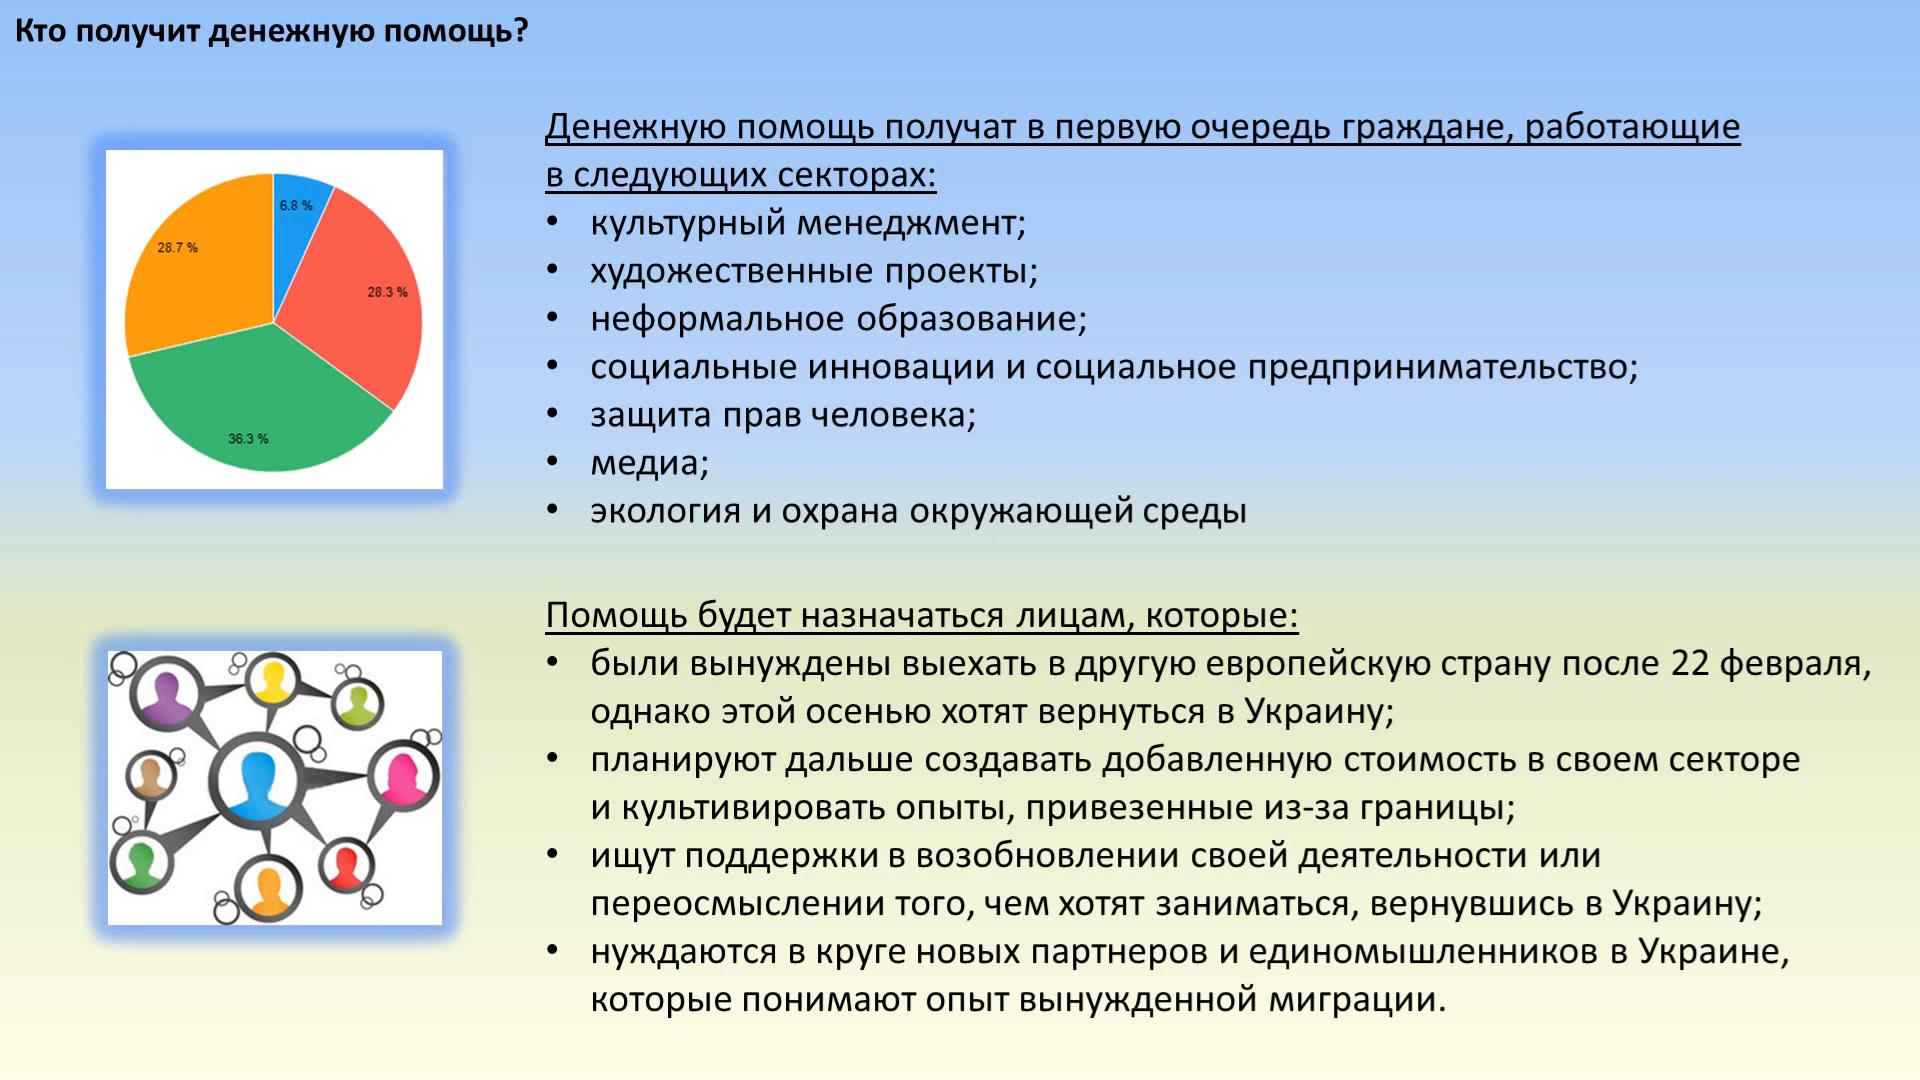 Кто получит денежную помощь?
6.8 %
28.7 %
28.3 %
36.3 %
Денежную помощь получат в первую очередь граждане, работающие
в следующих секторах:
• культурный менеджмент;
• художественные проекты;
• неформальное образование;
• социальные инновации и социальное предпринимательство;
• защита прав человека;
• медиа;
• экология и охрана окружающей среды
Помощь будет назначаться лицам, которые:
• были вынуждены выехать в другую европейскую страну после 22 февраля,
однако этой осенью хотят вернуться в Украину;
• планируют дальше создавать добавленную стоимость в своем секторе
и культивировать опыты, привезенные из-за границы;
• ищут поддержки в возобновлении своей деятельности или
переосмыслении того, чем хотят заниматься, вернувшись в Украину;
• нуждаются в круге новых партнеров и единомышленников в Украине,
которые понимают опыт вынужденной миграции.